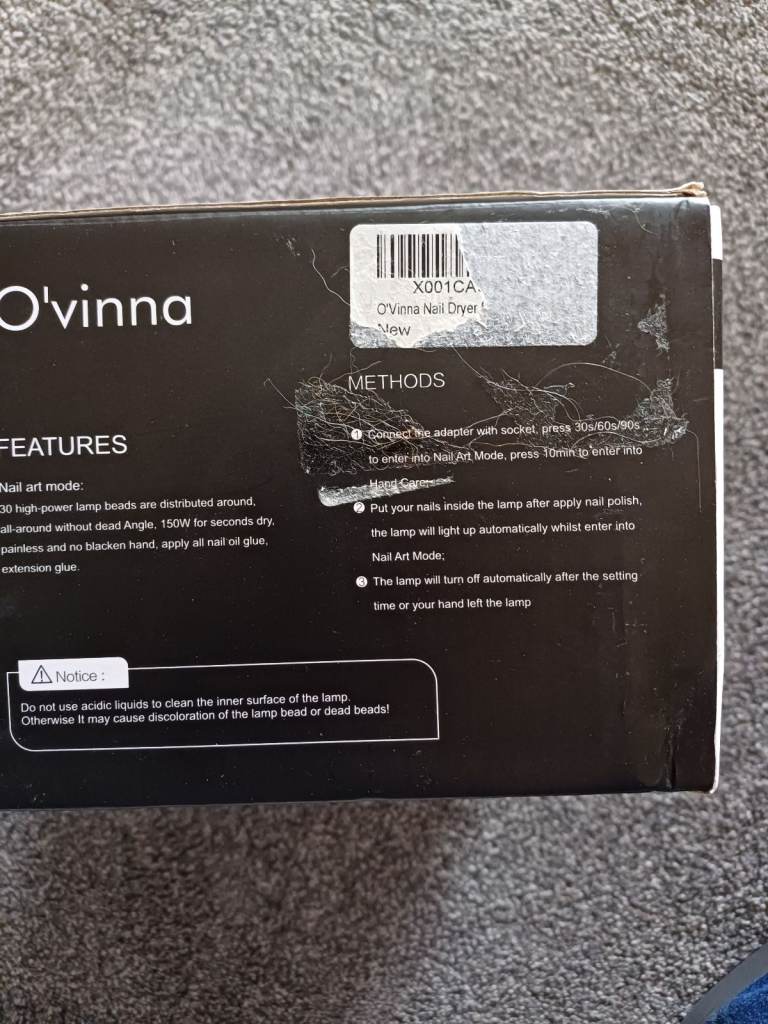 O'vinna
X001CA
O'Vinna Nail Dryer
New
METHODS
1 Connect the adapter with socket, press 30s/60s/90s
to enter into Nail Art Mode, press 10min to enter into
Hand Care;
2 Put your nails inside the lamp after apply nail polish,
the lamp will light up automatically whilst enter into
Nail Art Mode;
3 The lamp will turn off automatically after the setting
time or your hand left the lamp
FEATURES
Nail art mode:
30 high-power lamp beads are distributed around,
all-around without dead Angle, 150W for seconds dry,
painless and no blacken hand, apply all nail oil glue,
extension glue.
Notice :
Do not use acidic liquids to clean the inner surface of the lamp.
Otherwise It may cause discoloration of the lamp bead or dead beads!